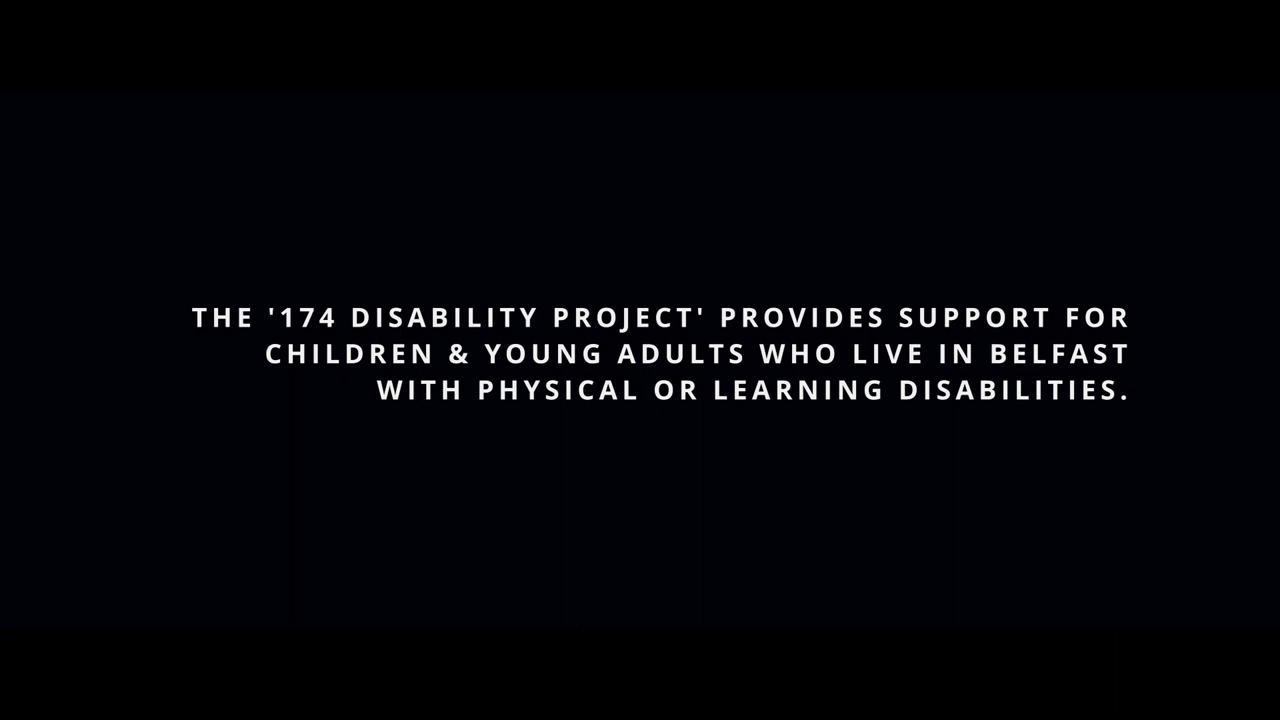 THE '174 DISABILITY PROJECT' PROVIDES SUPPORT FOR
CHILDREN & YOUNG ADULTS WHO LIVE IN BELFAST
WITH PHYSICAL OR LEARNING DISABILITIES.